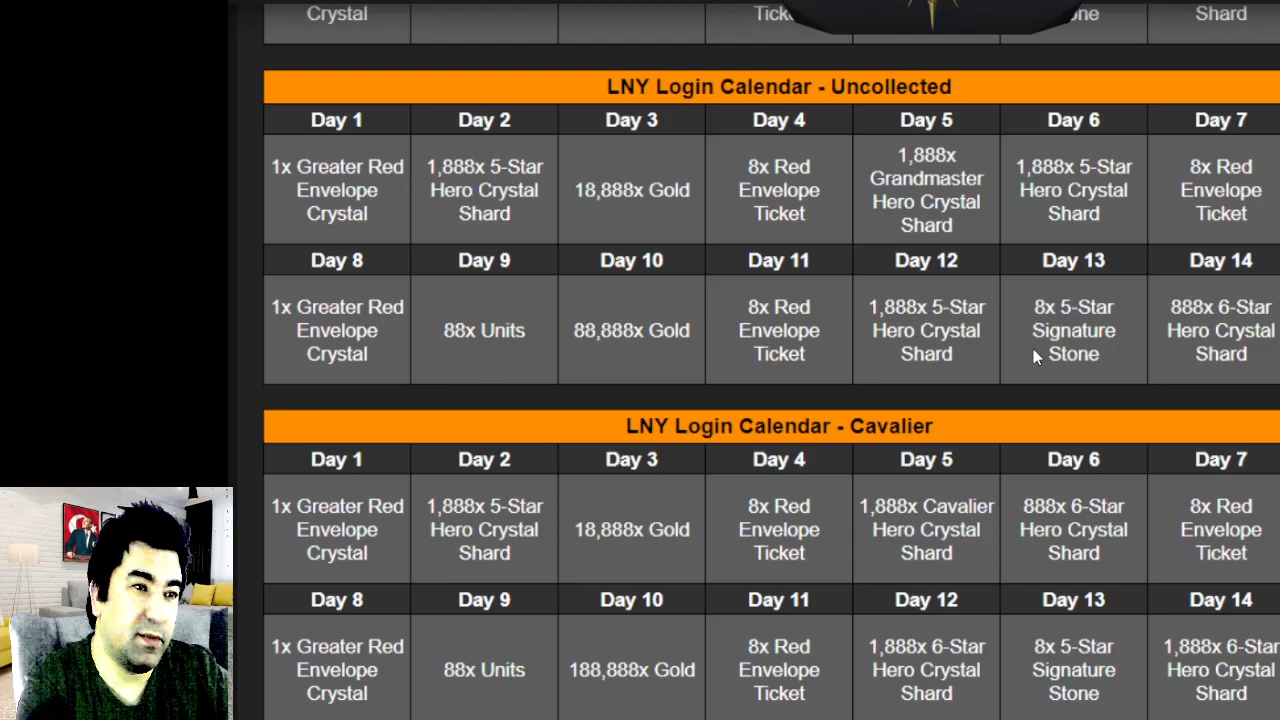 Crystal
Ticke
one
Shard
LNY Login Calendar - Uncollected
Day 1 Day 2 Day 3 Day 4 Day 5 Day 6 Day 7
1x Greater Red
Envelope
Crystal
1,888x 5-Star
Hero Crystal
Shard
18,888x Gold
8x Red
Envelope
Ticket
1,888x
Grandmaster
Hero Crystal
Shard
1,888x 5-Star
Hero Crystal
Shard
8x Red
Envelope
Ticket
Day 8 Day 9 Day 10 Day 11 Day 12 Day 13 Day 14
1x Greater Red
Envelope
Crystal
88x Units
88,888x Gold
8x Red
Envelope
Ticket
1,888x 5-Star
Hero Crystal
Shard
8x 5-Star
Signature
Stone
888x 6-Star
Hero Crystal
Shard
LNY Login Calendar - Cavalier
Day 1 Day 2 Day 3 Day 4 Day 5 Day 6 Day 7
1x Greater Red
Envelope
Crystal
1,888x 5-Star
Hero Crystal
Shard
18,888x Gold
8x Red
Envelope
Ticket
1,888x Cavalier
Hero Crystal
Shard
888x 6-Star
Hero Crystal
Shard
8x Red
Envelope
Ticket
Day 8 Day 9 Day 10 Day 11 Day 12 Day 13 Day 14
1x Greater Red
Envelope
Crystal
88x Units
188,888x Gold
8x Red
Envelope
Ticket
1,888x 6-Star
Hero Crystal
Shard
8x 5-Star
Signature
Stone
1,888x 6-Star
Hero Crystal
Shard